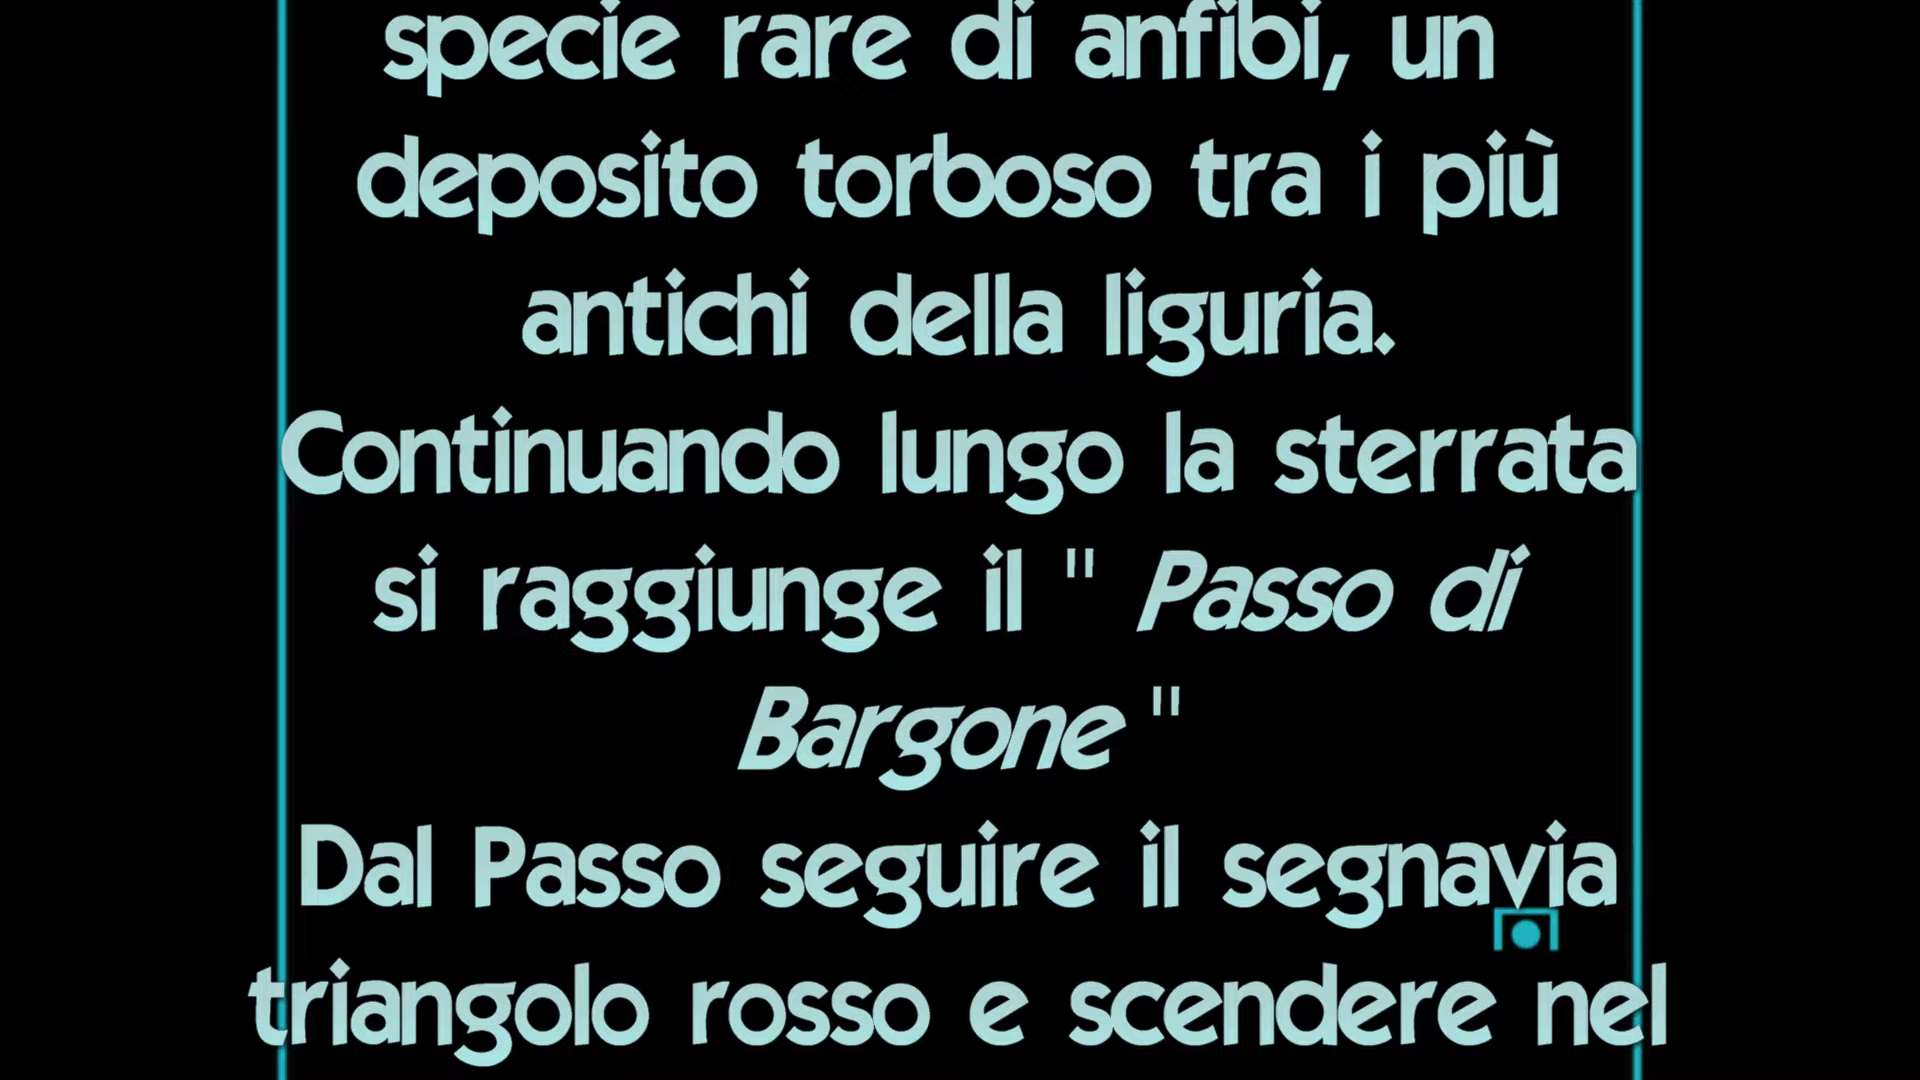 specie rare di anfibi, un
deposito torboso tra i più
antichi della liguria.
Continuando lungo la sterrata
si raggiunge il " Passo di
Bargone "
Dal Passo seguire il segnavia
triangolo rosso e scendere nel